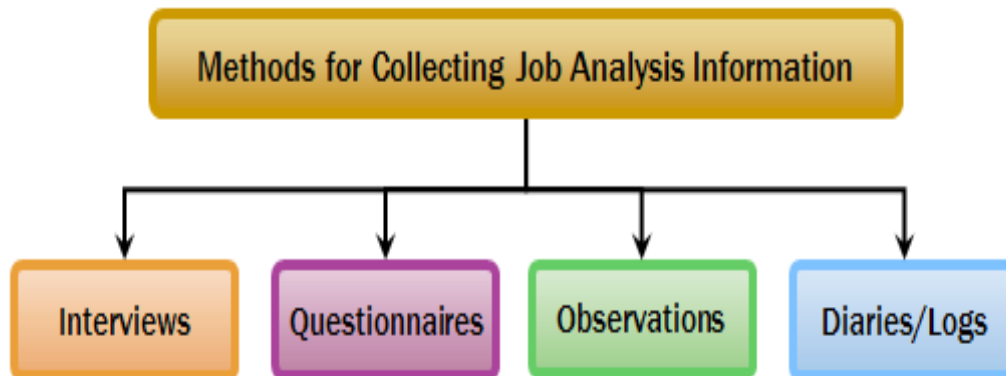 Methods for Collecting Job Analysis Information
Interviews
Questionnaires
Observations
Diaries/Logs